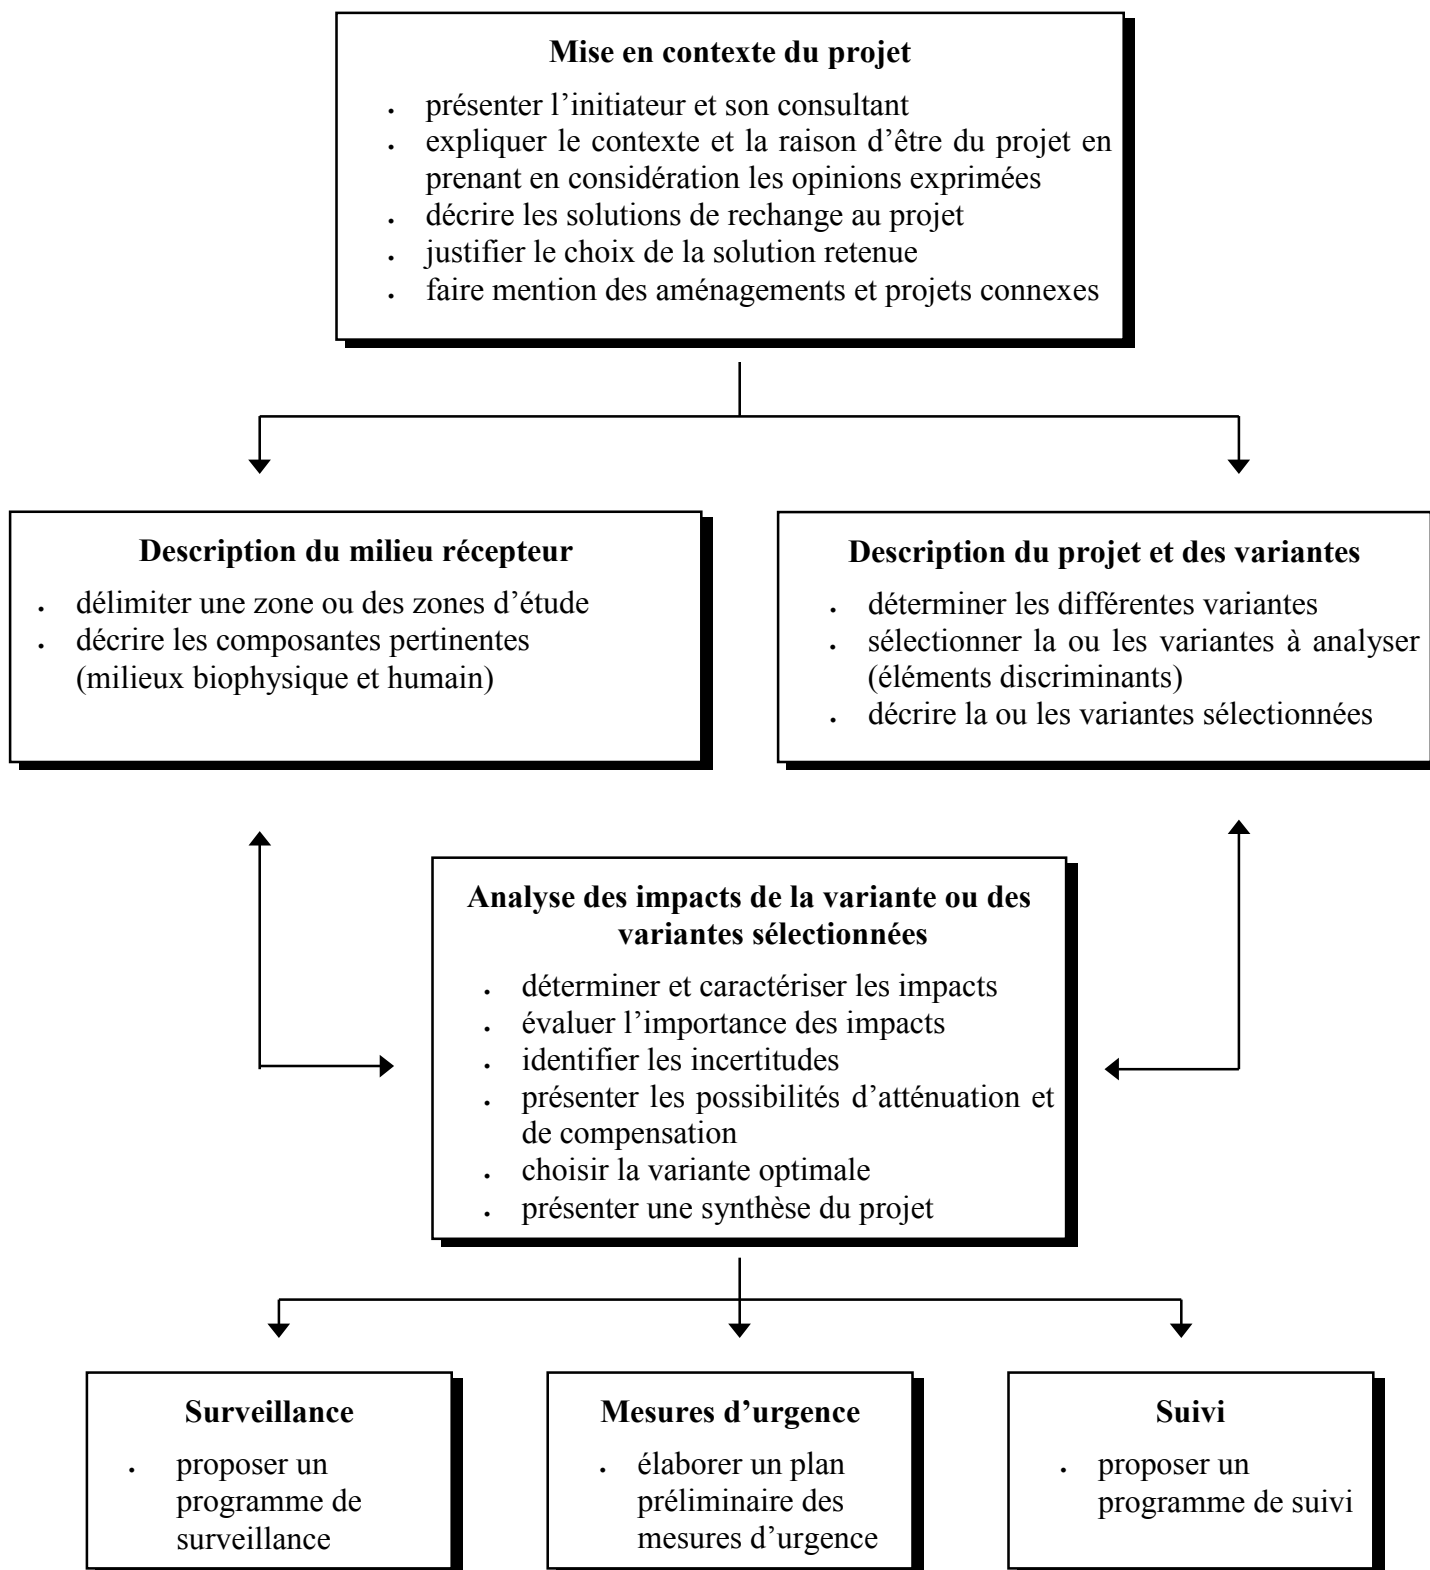 Mise en contexte du projet
. présenter l’initiateur et son consultant
. expliquer le contexte et la raison d’être du projet en
prenant en considération les opinions exprimées
. décrire les solutions de rechange au projet
. justifier le choix de la solution retenue
. faire mention des aménagements et projets connexes
Description du milieu récepteur
. délimiter une zone ou des zones d’étude
. décrire les composantes pertinentes
(milieux biophysique et humain)
Description du projet et des variantes
. déterminer les différentes variantes
. sélectionner la ou les variantes à analyser
(éléments discriminants)
. décrire la ou les variantes sélectionnées
Analyse des impacts de la variante ou des
variantes sélectionnées
. déterminer et caractériser les impacts
. évaluer l’importance des impacts
. identifier les incertitudes
. présenter les possibilités d’atténuation et
de compensation
. choisir la variante optimale
. présenter une synthèse du projet
Surveillance
. proposer un
programme de
surveillance
Mesures d’urgence
. élaborer un plan
préliminaire des
mesures d’urgence
Suivi
. proposer un
programme de suivi